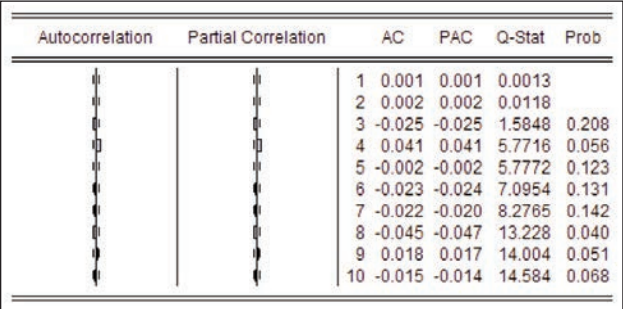 Autocorrelation Partial Correlation AC PAC Q-Stat Prob
1 0.001 0.001 0.0013
2 0.002 0.002 0.0118
3 -0.025 -0.025 1.5848 0.208
4 0.041 0.041 5.7716 0.056
5 -0.002 -0.002 5.7772 0.123
6 -0.023 -0.024 7.0954 0.131
7 -0.022 -0.020 8.2765 0.142
8 -0.045 -0.047 13.228 0.040
9 0.018 0.017 14.004 0.051
10 -0.015 -0.014 14.584 0.068